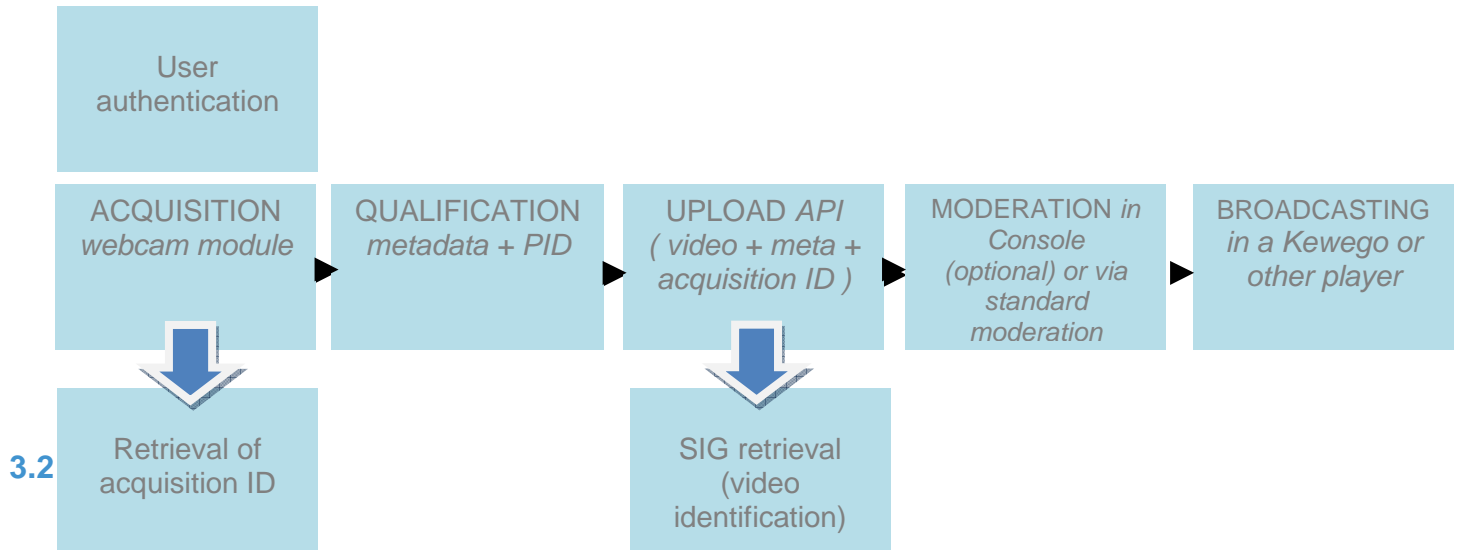 User
authentication
ACQUISITION
webcam module
QUALIFICATION
metadata + PID
UPLOAD API
( video + meta +
acquisition ID )
MODERATION in
Console
(optional) or via
standard
moderation
BROADCASTING
in a Kewego or
other player
3.2
Retrieval of
acquisition ID
SIG retrieval
(video
identification)